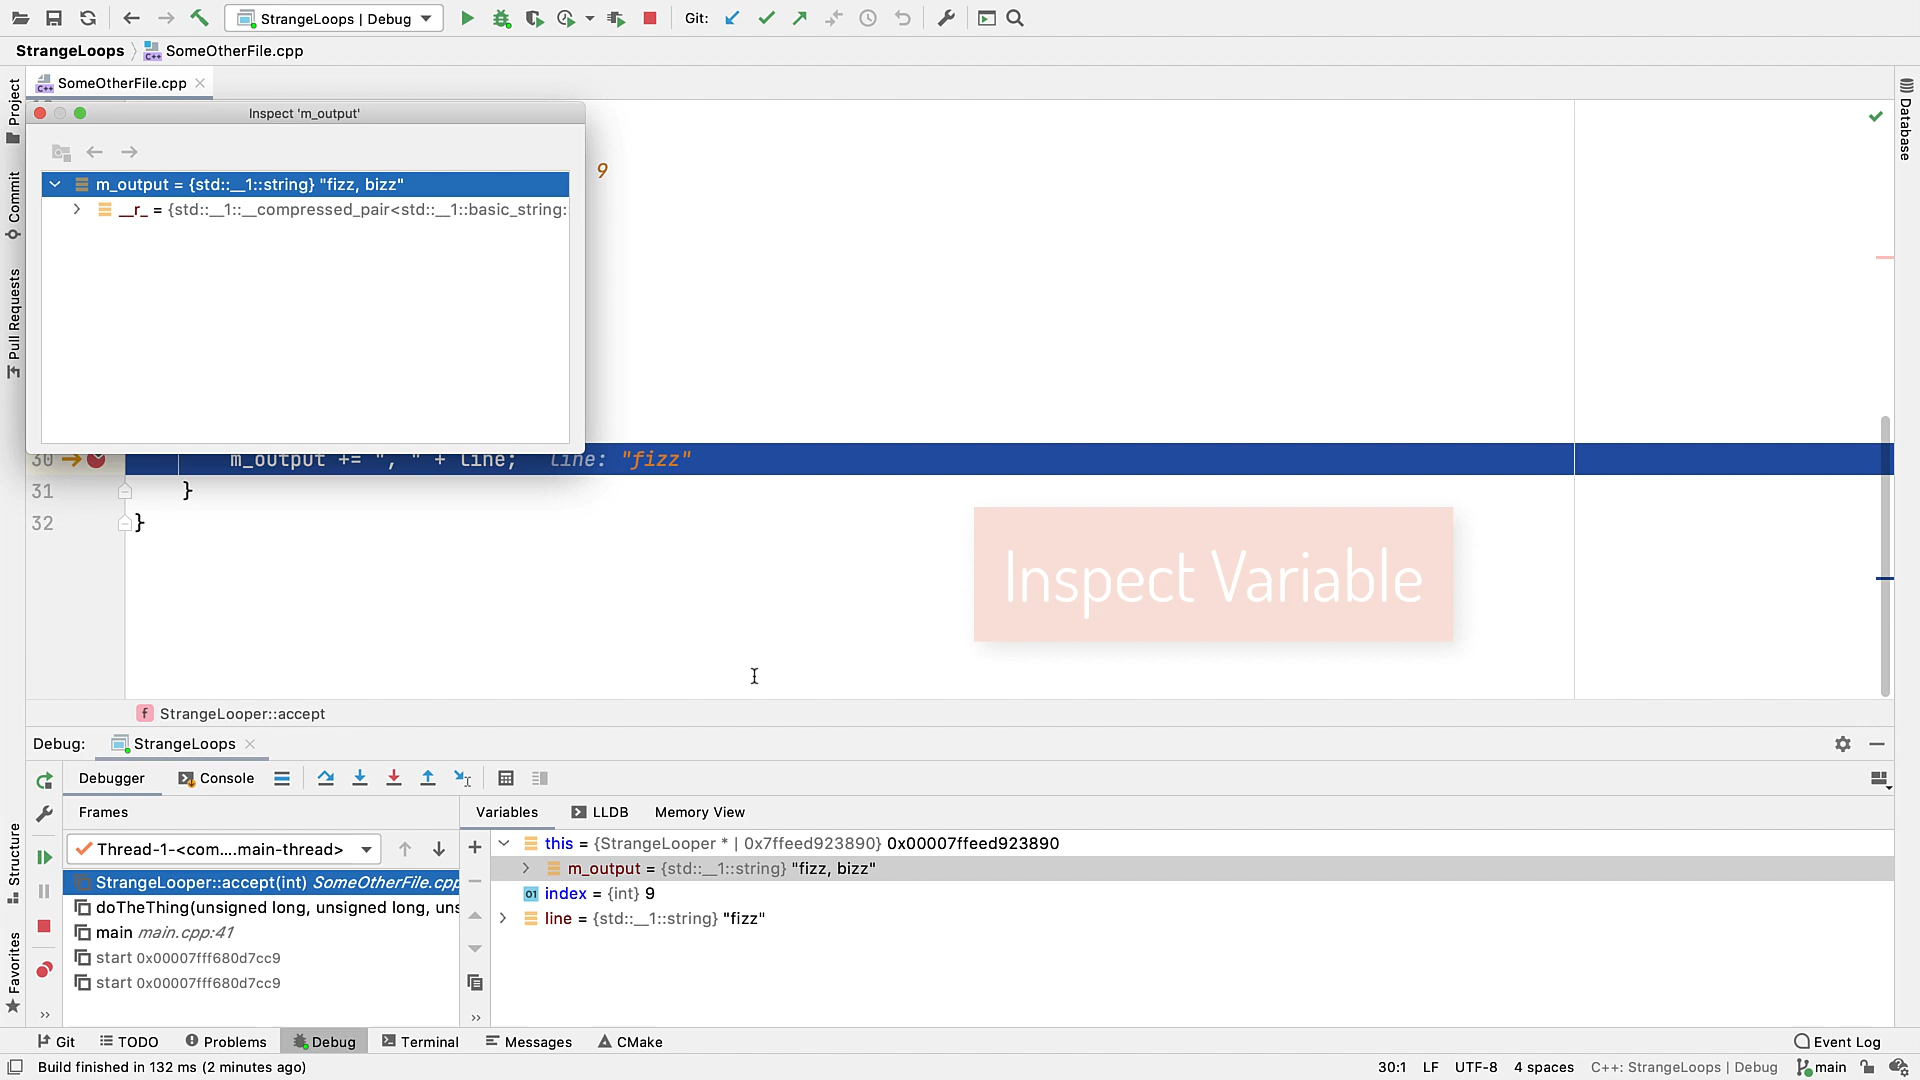 StrangeLoops | Debug
Git:
StrangeLoops
SomeOtherFile.cpp
SomeOtherFile.cpp
Project
Commit
Pull Requests
Structure
Favorites
Database
Inspect 'm_output'
m_output = {std::__1::string} "fizz, bizz"
__r_ = {std::__1::__compressed_pair<std::__1::basic_string::
9
30 m_output += ", " + line; line: "fizz"
31 }
32 }
Inspect Variable
f StrangeLooper::accept
Debug: StrangeLoops
Debugger Console
Frames
Variables LLDB Memory View
Thread-1-<com....main-thread>
StrangeLooper::accept(int) SomeOtherFile.cpp
doTheThing(unsigned long, unsigned long, uns
main main.cpp:41
start 0x00007fff680d7cc9
start 0x00007fff680d7cc9
this = {StrangeLooper * | 0x7ffeed923890} 0x00007ffeed923890
m_output = {std::__1::string} "fizz, bizz"
01 index = {int} 9
line = {std::__1::string} "fizz"
Git TODO Problems Debug Terminal Messages CMake Event Log
Build finished in 132 ms (2 minutes ago)
30:1 LF UTF-8 4 spaces C++: StrangeLoops | Debug main